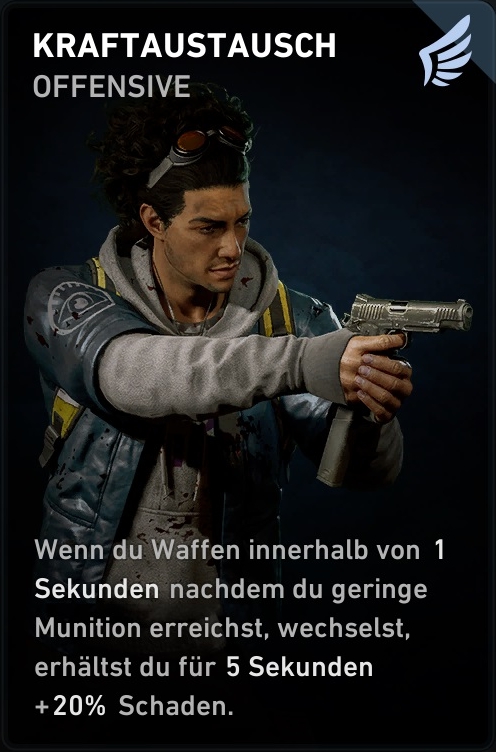 KRAFTAUSTAUSCH
OFFENSIVE
Wenn du Waffen innerhalb von 1
Sekunden nachdem du geringe
Munition erreichst, wechselst,
erhältst du für 5 Sekunden
+20% Schaden.